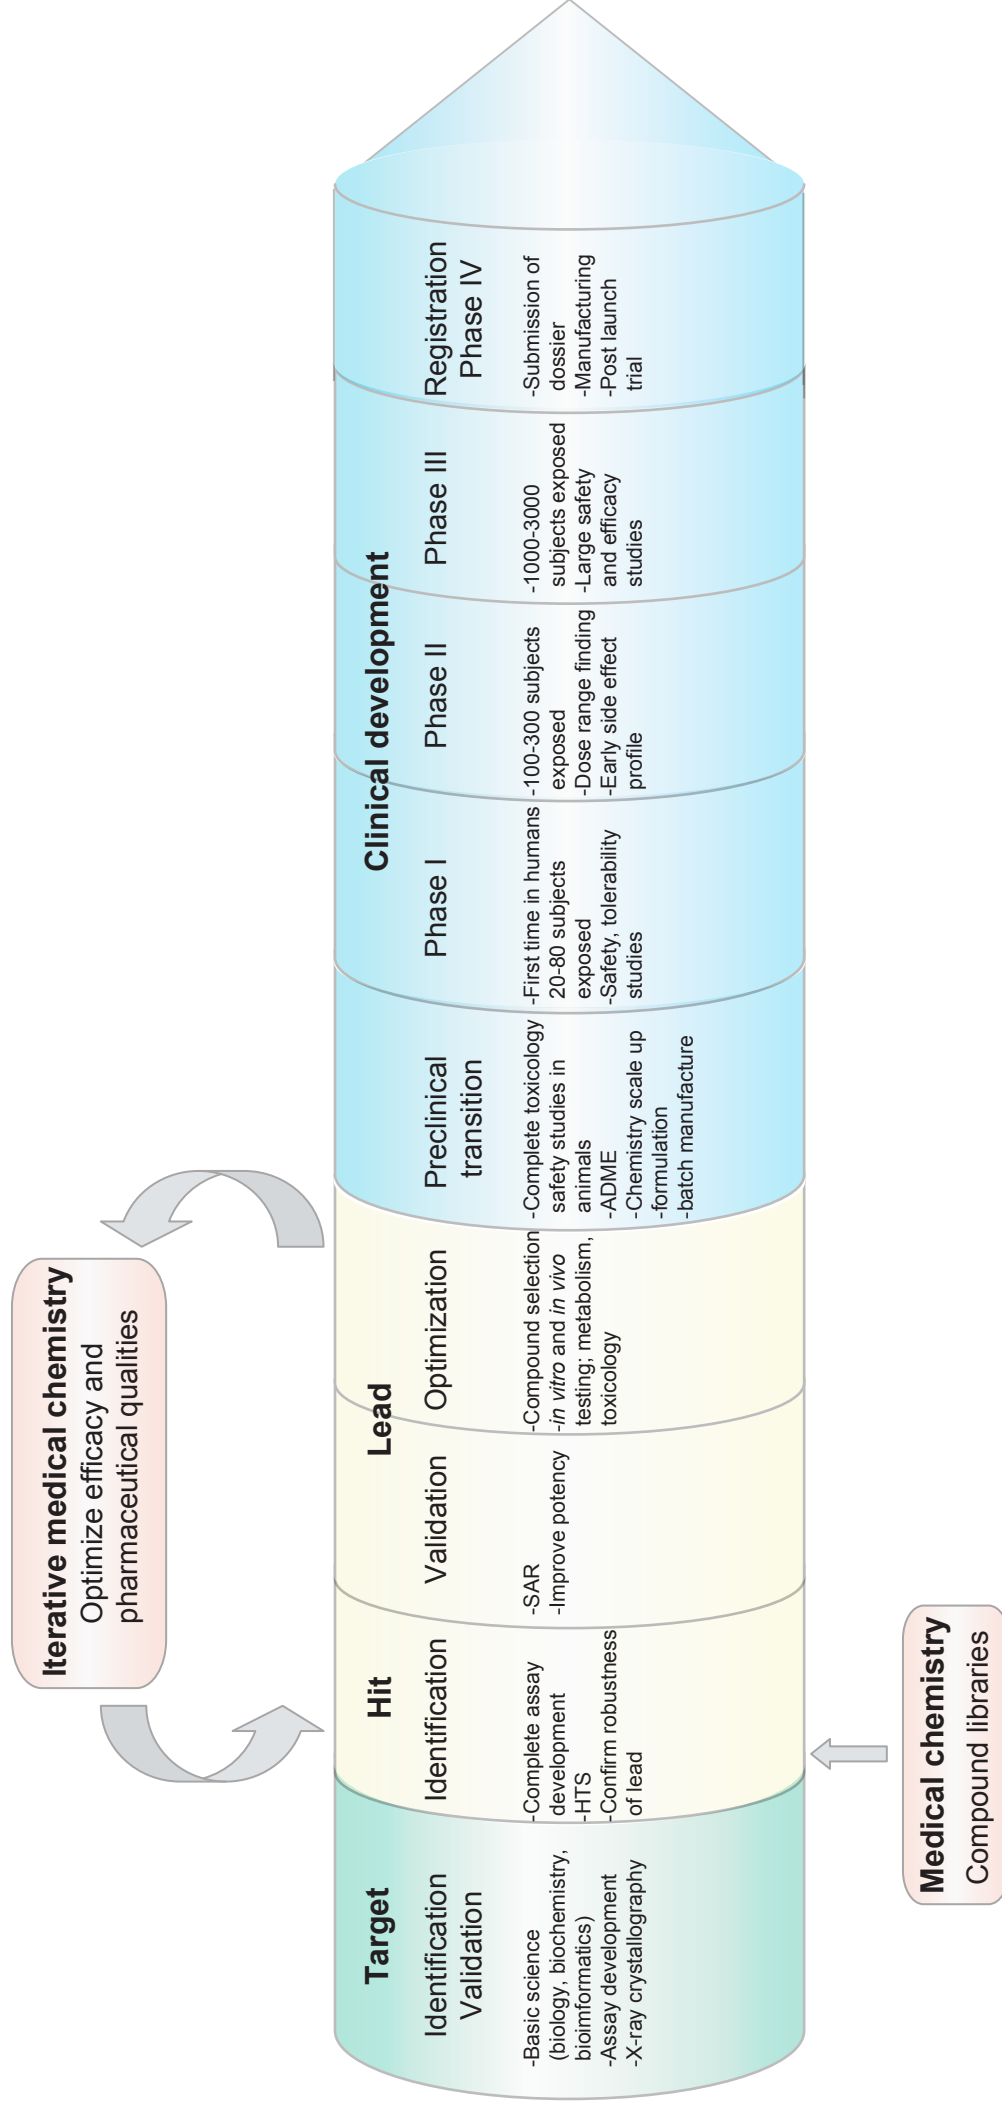 Iterative medical chemistry
Optimize efficacy and
pharmaceutical qualities
Target
Identification
Validation
-Basic science
(biology, biochemistry,
bioimformatics)
-Assay development
-X-ray crystallography
Hit
Identification
-Complete assay
development
-HTS
-Confirm robustness
of lead
Lead
Validation
-SAR
-Improve potency
Optimization
-Compound selection
-in vitro and in vivo
testing; metabolism,
toxicology
Preclinical
transition
-Complete toxicology
safety studies in
animals
-ADME
-Chemistry scale up
-formulation
-batch manufacture
Clinical development
Phase I
-First time in humans
20-80 subjects
exposed
-Safety, tolerability
studies
Phase II
-100-300 subjects
exposed
-Dose range finding
-Early side effect
profile
Phase III
-1000-3000
subjects exposed
-Large safety
and efficacy
studies
Registration
Phase IV
-Submission of
dossier
-Manufacturing
-Post launch
trial
Medical chemistry
Compound libraries